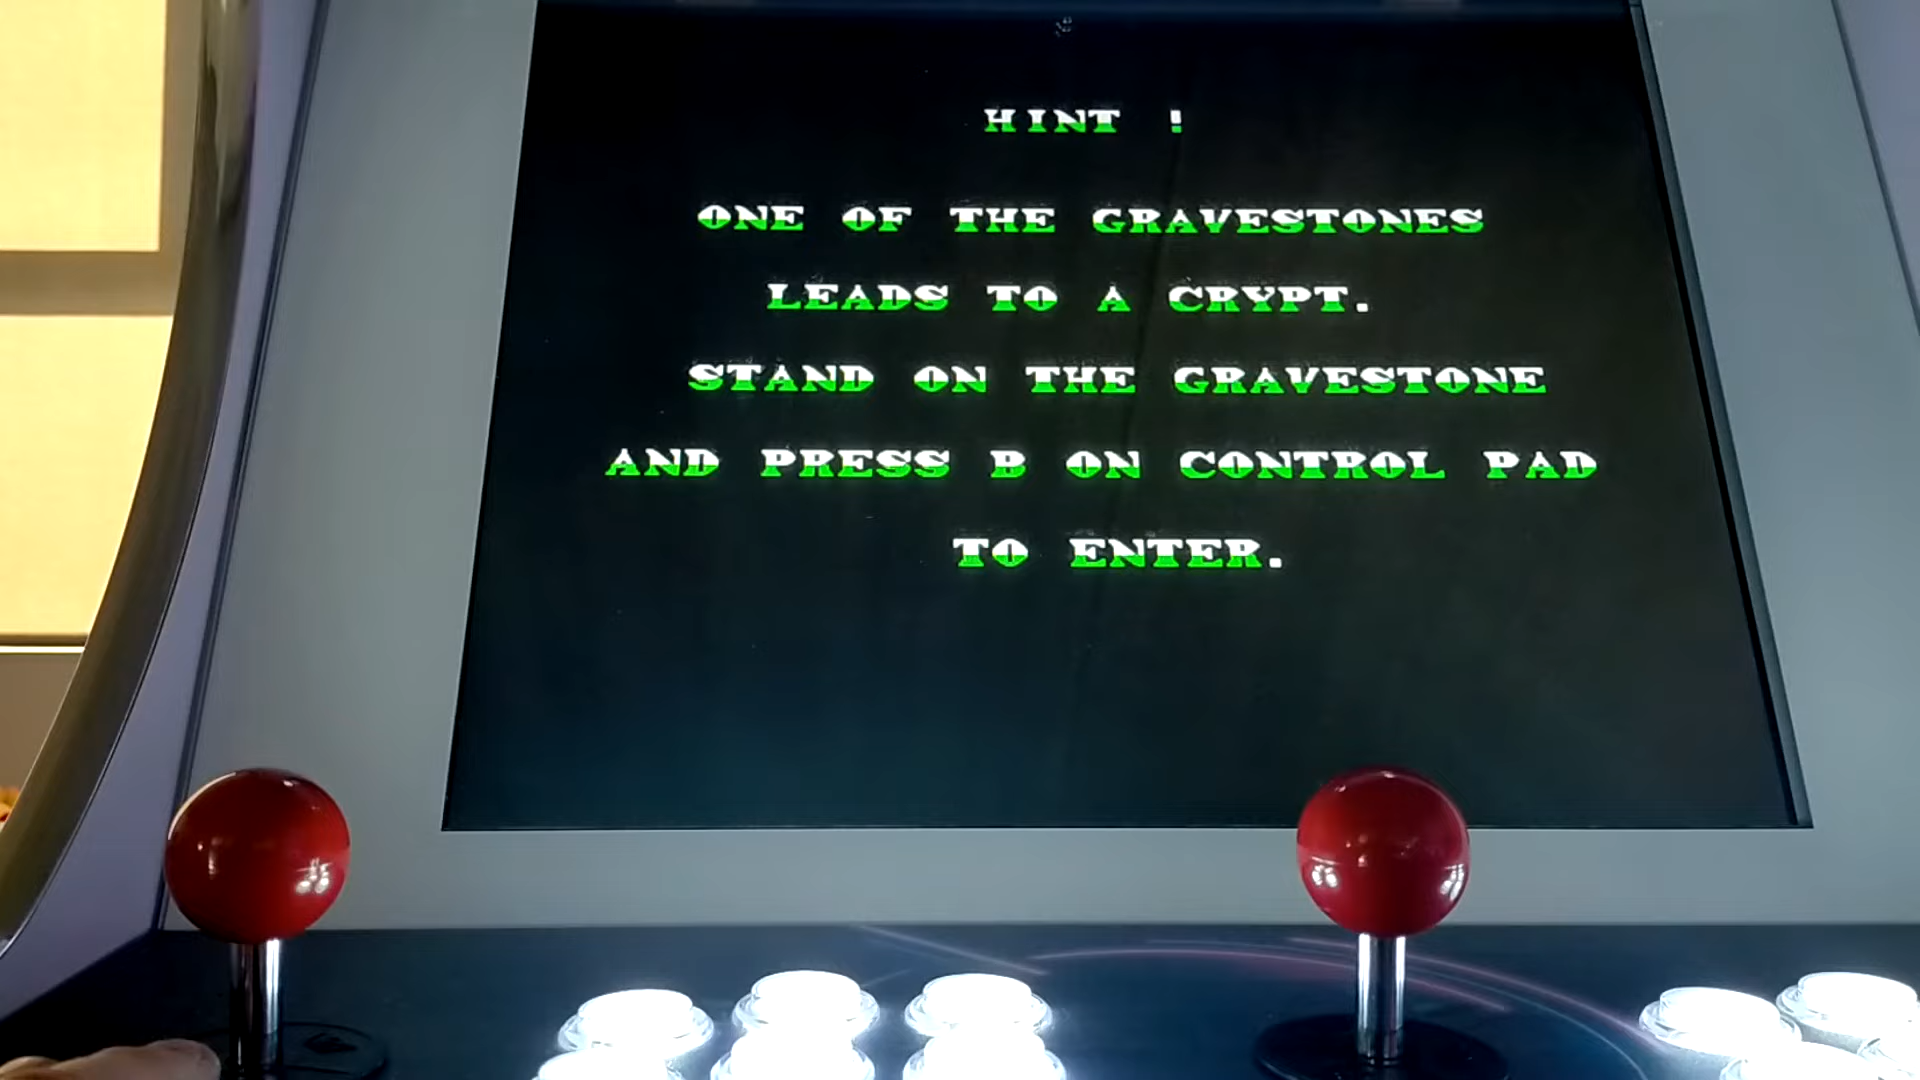 HINT !
ONE OF THE GRAVESTONES
LEADS TO A CRYPT.
STAND ON THE GRAVESTONE
AND PRESS B ON CONTROL PAD
TO ENTER.